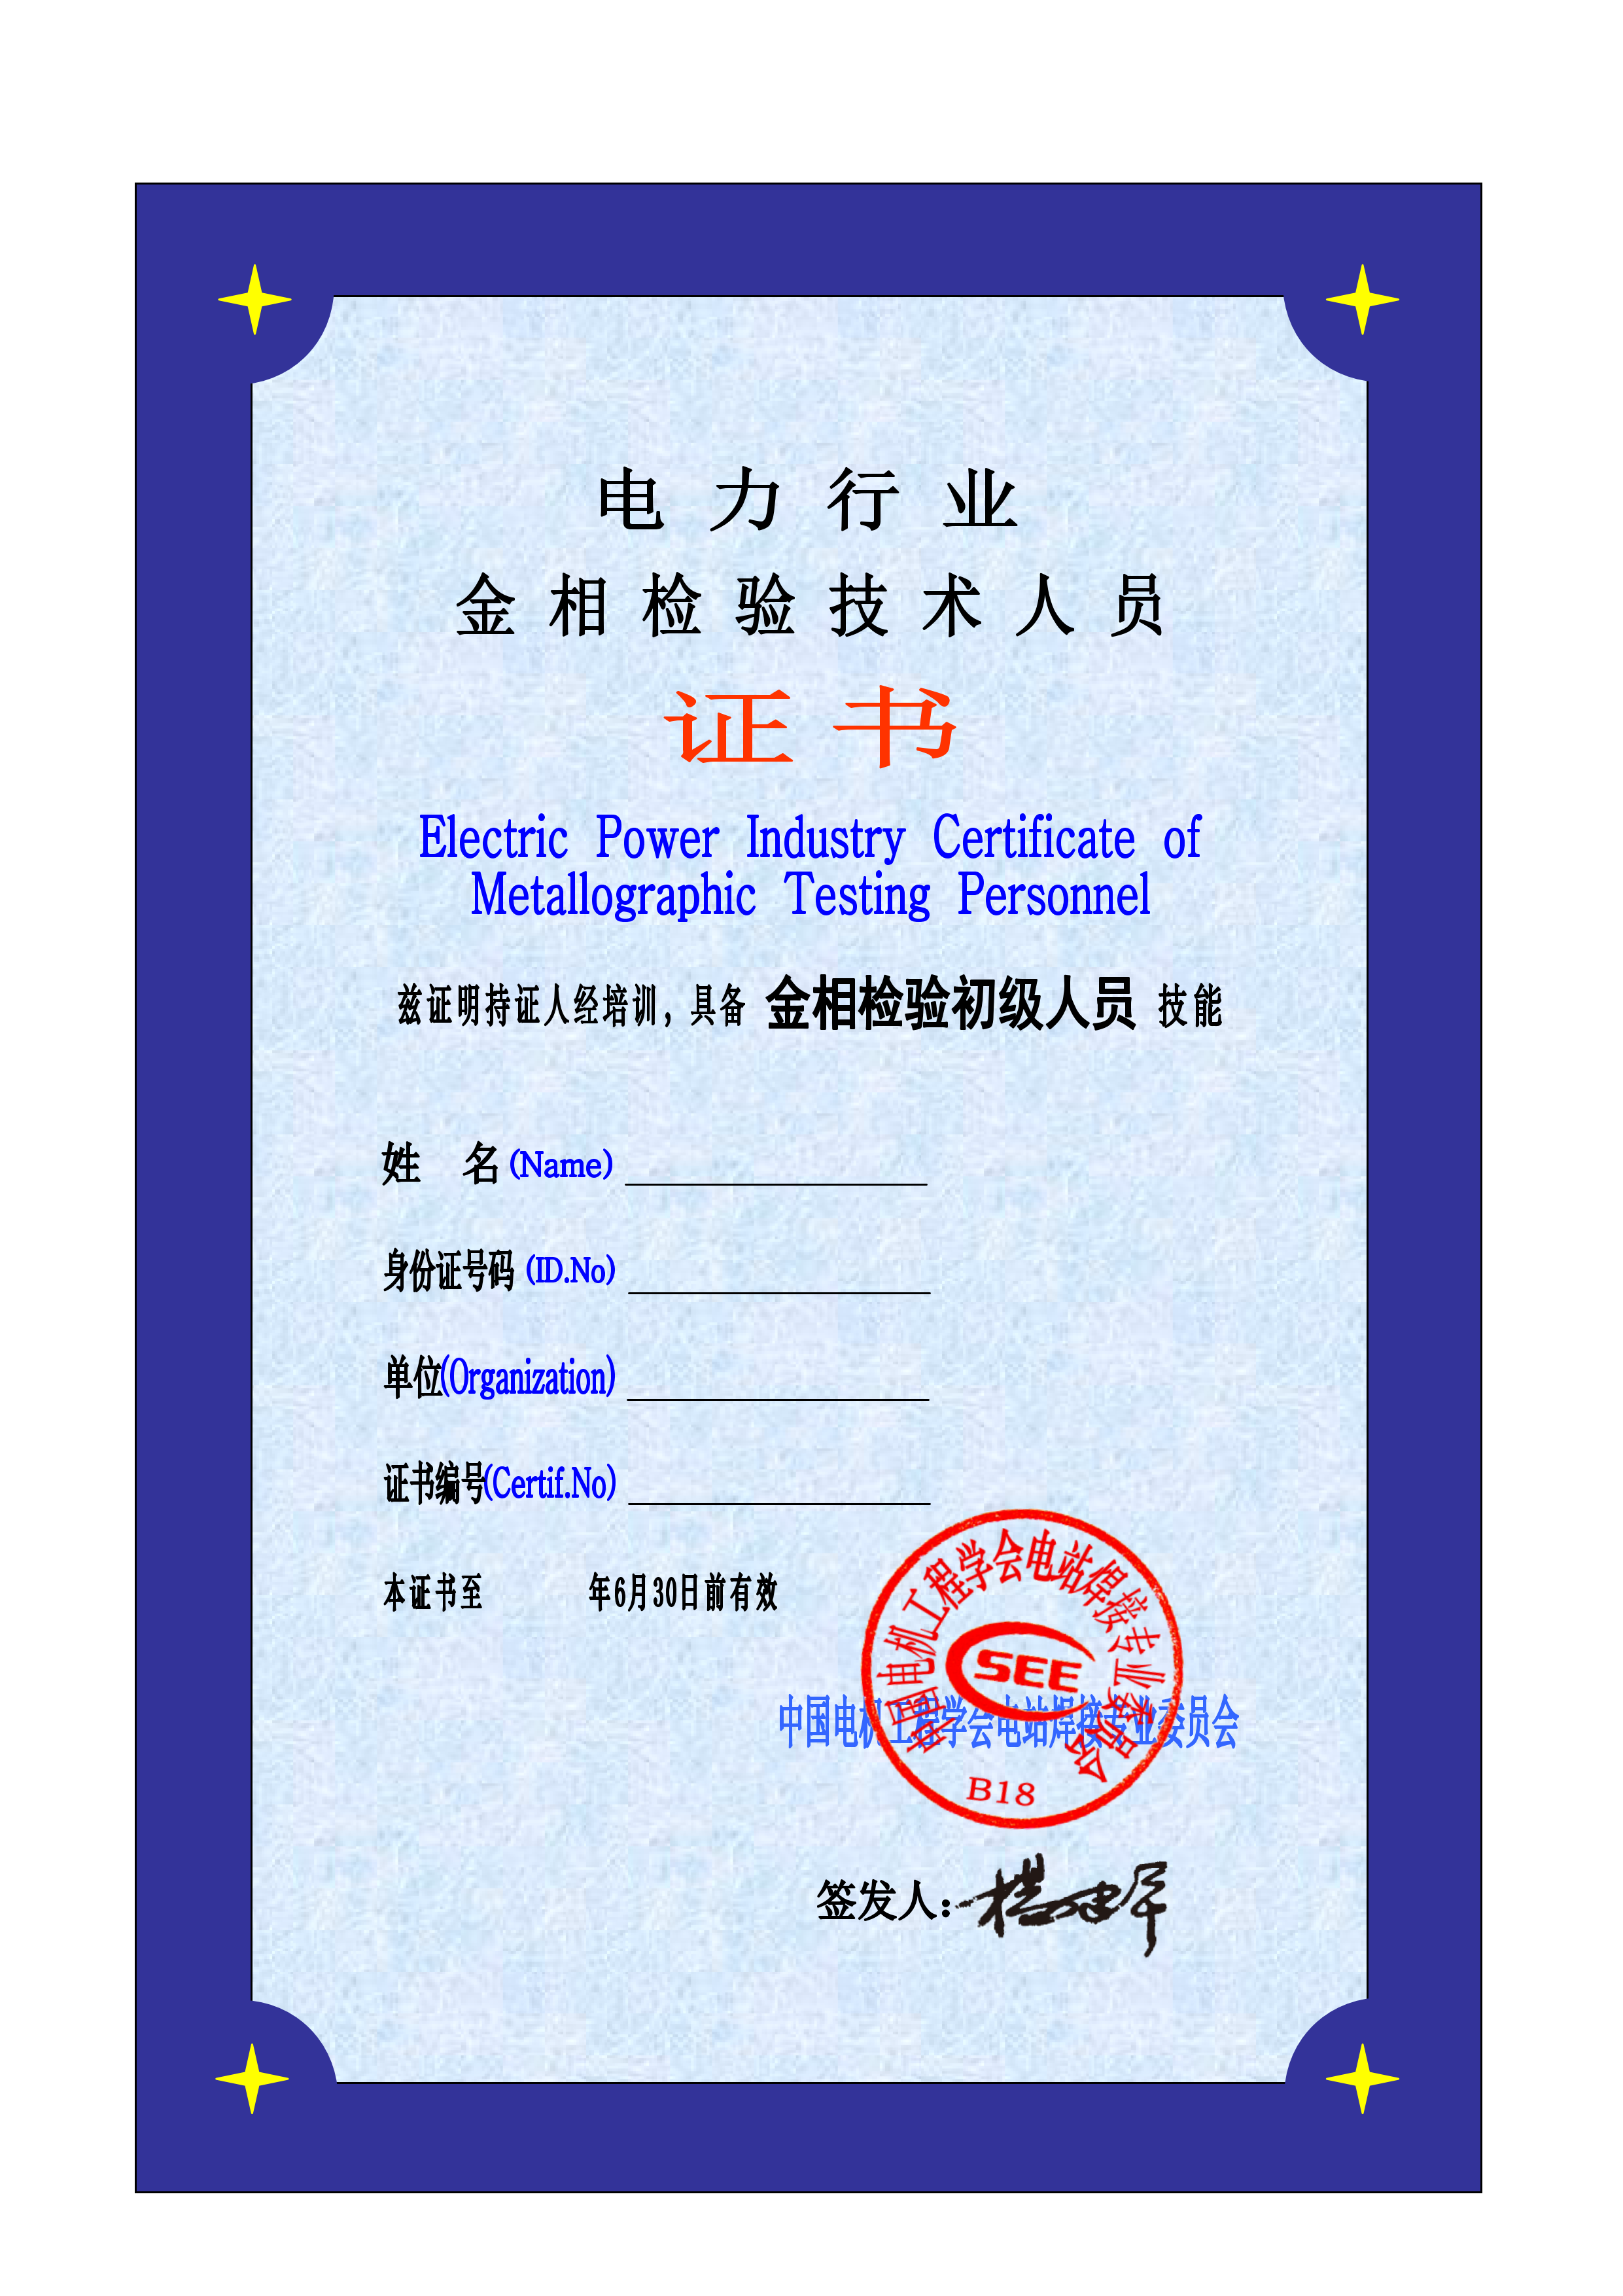 电力行业
金相检验技术人员
证书
Electric Power Industry Certificate of
Metallographic Testing Personnel
兹证明持证人经培训，具备 金相检验初级人员 技能
姓 名(Name)
身份证号码 (ID.No)
单位(Organization)
证书编号(Certif.No)
本证书至 年6月30日前有效
中国电机工程学会电站焊接专业委员会
CSEE
中国电机工程学会电站焊接专业委员会
B18
签发人：